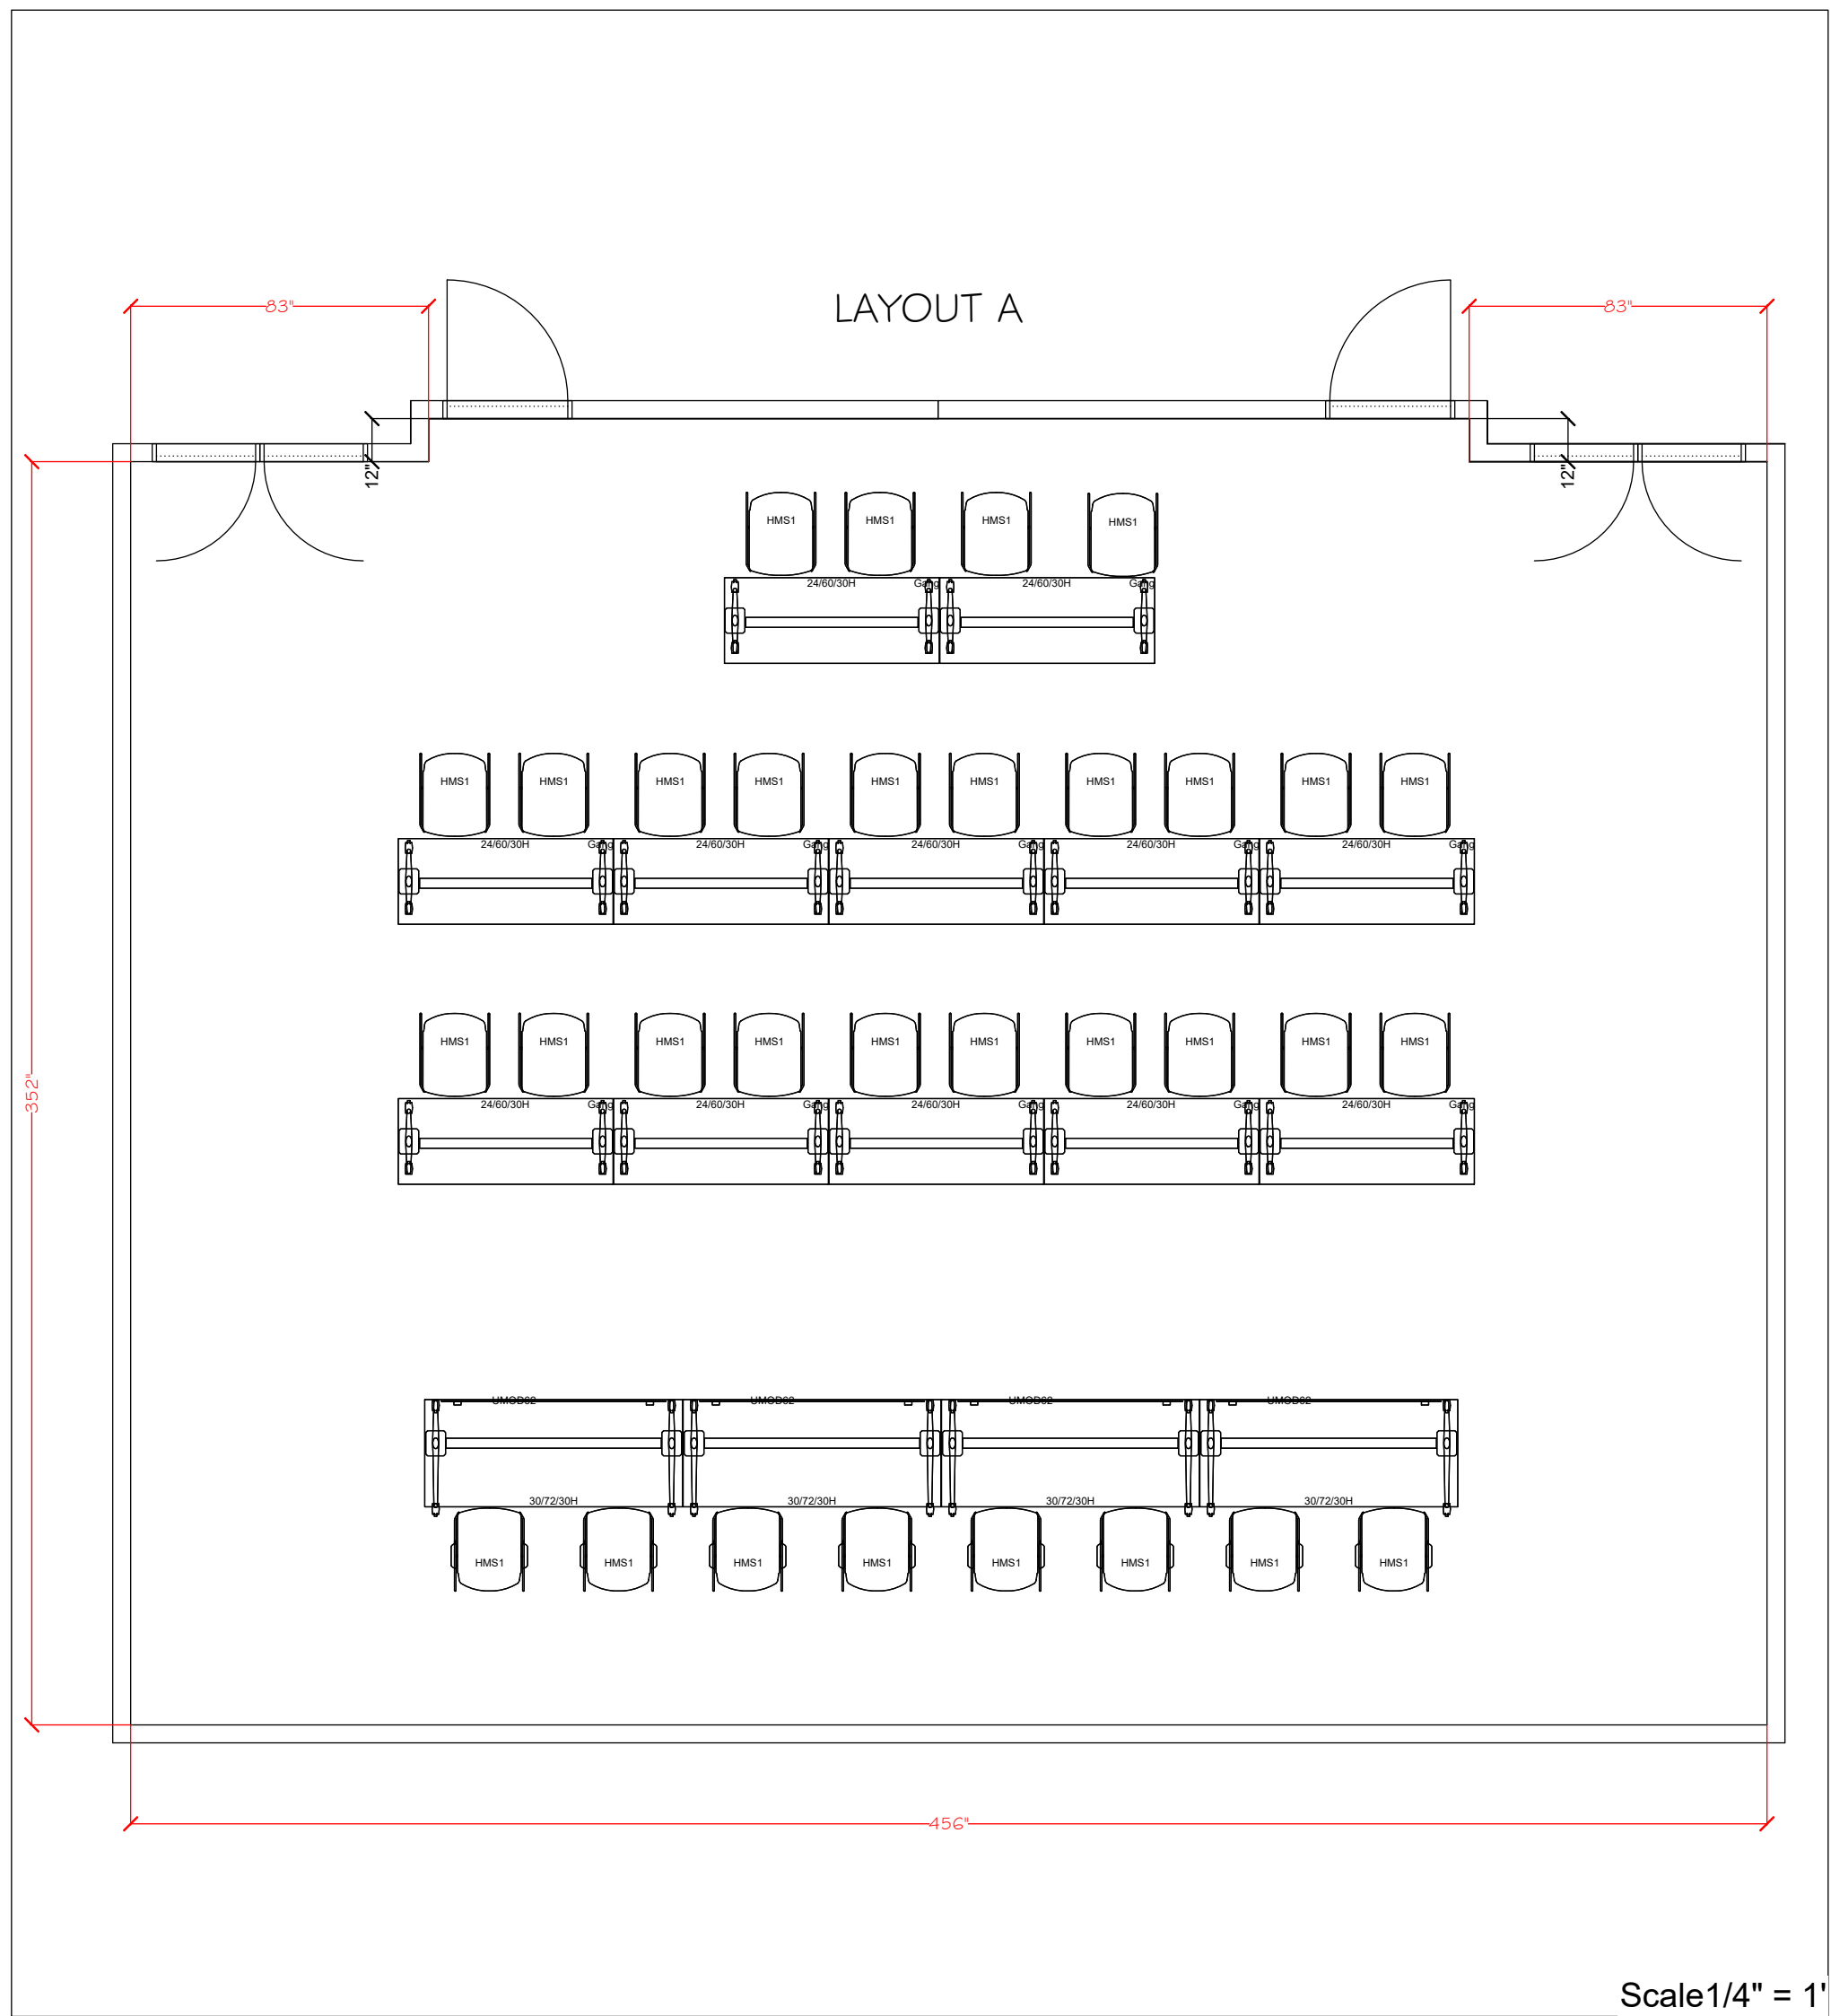 LAYOUT A
83" 83"
12" 12"
HMS1 HMS1 HMS1 HMS1
24/60/30H Gang 24/60/30H Gang
HMS1 HMS1 HMS1 HMS1 HMS1 HMS1 HMS1 HMS1 HMS1 HMS1
24/60/30H Gang 24/60/30H Gang 24/60/30H Gang 24/60/30H Gang 24/60/30H Gang
HMS1 HMS1 HMS1 HMS1 HMS1 HMS1 HMS1 HMS1 HMS1 HMS1
352"
24/60/30H Gang 24/60/30H Gang 24/60/30H Gang 24/60/30H Gang 24/60/30H Gang
30/72/30H 30/72/30H 30/72/30H 30/72/30H
HMS1 HMS1 HMS1 HMS1 HMS1 HMS1 HMS1 HMS1
456"
Scale1/4" = 1'